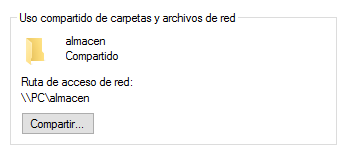 Uso compartido de carpetas y archivos de red
almacen
Compartido
Ruta de acceso de red:
\\PC\almacen
Compartir...